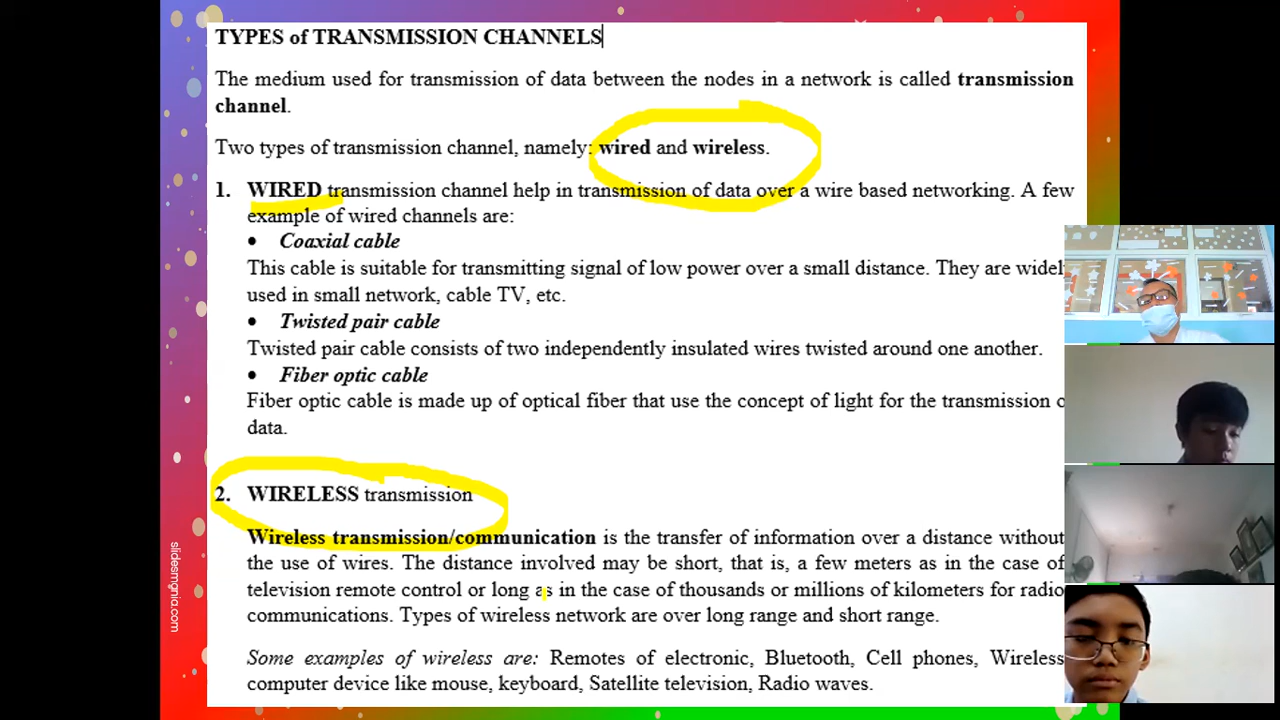 TYPES of TRANSMISSION CHANNELS
The medium used for transmission of data between the nodes in a network is called transmission
channel.
Two types of transmission channel, namely: wired and wireless.
1. WIRED transmission channel help in transmission of data over a wire based networking. A few
example of wired channels are:
• Coaxial cable
This cable is suitable for transmitting signal of low power over a small distance. They are widel
used in small network, cable TV, etc.
• Twisted pair cable
Twisted pair cable consists of two independently insulated wires twisted around one another.
• Fiber optic cable
Fiber optic cable is made up of optical fiber that use the concept of light for the transmission o
data.
2. WIRELESS transmission
Wireless transmission/communication is the transfer of information over a distance without
the use of wires. The distance involved may be short, that is, a few meters as in the case of
television remote control or long as in the case of thousands or millions of kilometers for radio
communications. Types of wireless network are over long range and short range.
Some examples of wireless are: Remotes of electronic, Bluetooth, Cell phones, Wireless
computer device like mouse, keyboard, Satellite television, Radio waves.
slidesmgnia.com